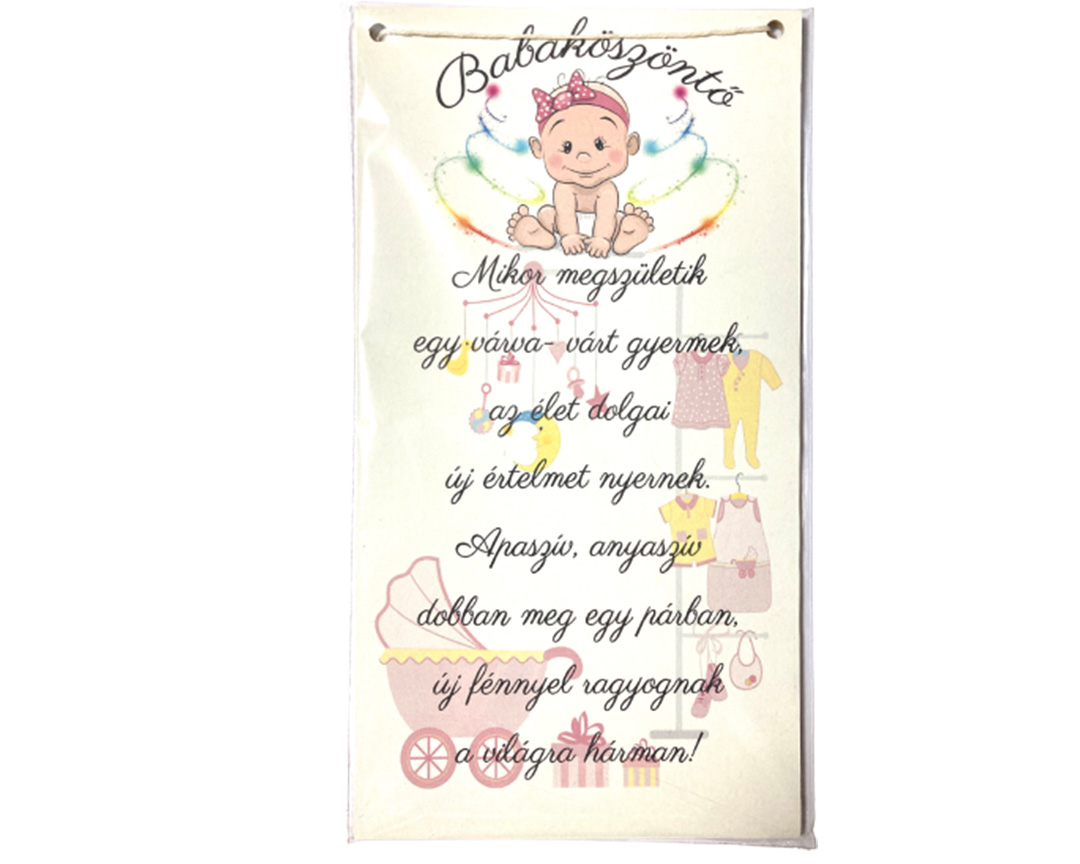 Babaköszöntő
Mikor megszületik
egy várva- várt gyermek,
az élet dolgai
új értelmet nyernek.
Apaszív, anyaszív
dobban meg egy párban,
új fénnyel ragyognak
a világra hárman!